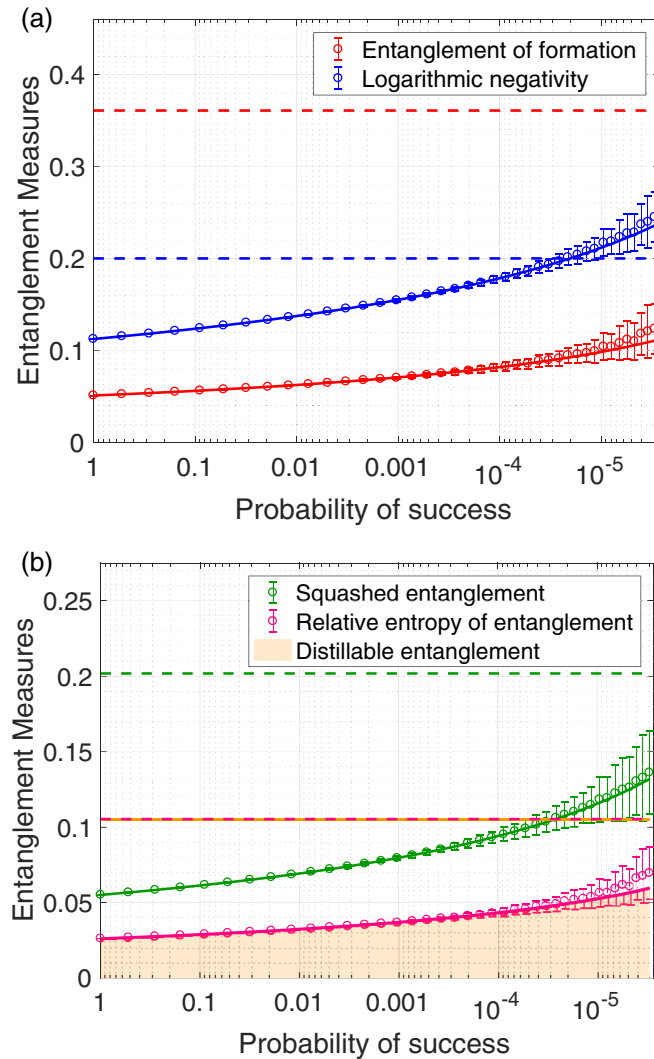 (a)
Entanglement of formation
Logarithmic negativity
0.4
0.3
0.2
0.1
0
Entanglement Measures
1 0.1 0.01 0.001 10^-4 10^-5
Probability of success
(b)
Squashed entanglement
Relative entropy of entanglement
Distillable entanglement
0.25
0.2
0.15
0.1
0.05
0
Entanglement Measures
1 0.1 0.01 0.001 10^-4 10^-5
Probability of success